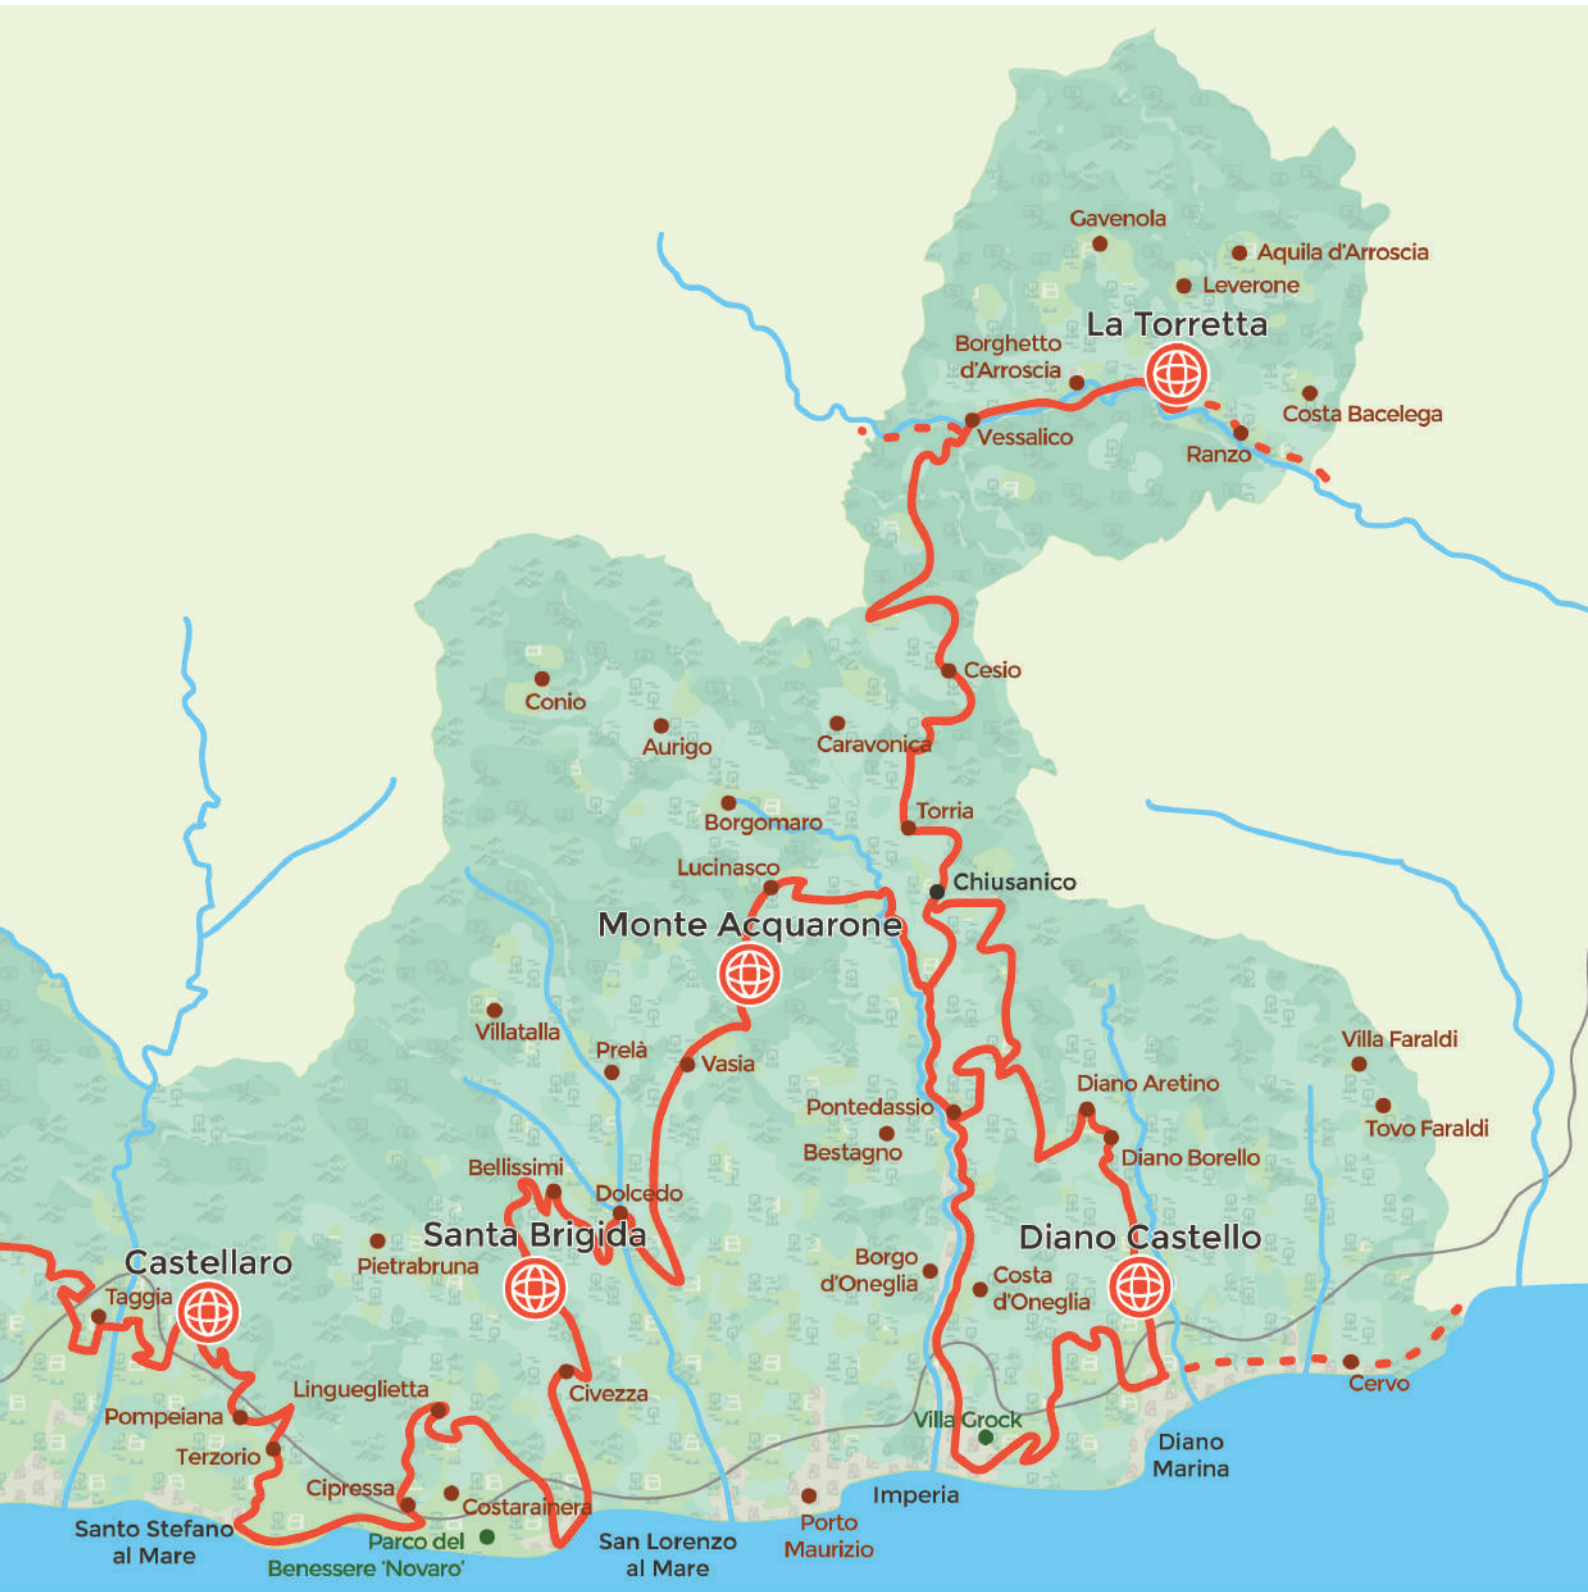 Gavenola
Aquila d'Arroscia
Leverone
La Torretta
Borghetto
d'Arroscia
Costa Bacelega
Vessalico
Ranzo
Cesio
Conio
Aurigo
Caravonica
Torria
Borgomaro
Lucinasco
Chiusanico
Monte Acquarone
Villatalla
Prelà
Vasia
Villa Faraldi
Diano Aretino
Pontedassio
Tovo Faraldi
Bestagno
Diano Borello
Bellissimi
Dolcedo
Santa Brigida
Diano Castello
Castellaro
Pietrabruna
Borgo
d'Oneglia
Costa
d'Oneglia
Taggia
Lingueglietta
Civezza
Cervo
Pompeiana
Villa Grock
Terzorio
Diano
Marina
Cipressa
Costarainera
Imperia
Santo Stefano
al Mare
Parco del
Benessere 'Novaro'
San Lorenzo
al Mare
Porto
Maurizio